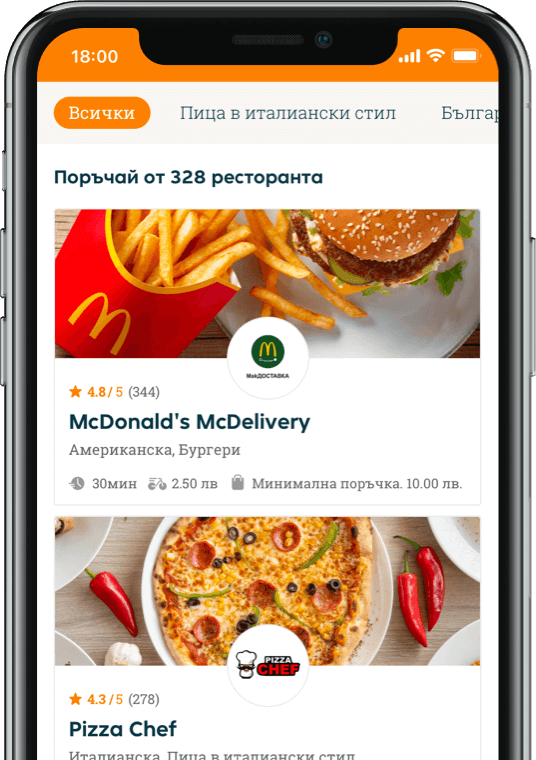 18:00
Всички Пица в италиански стил Българ
Поръчай от 328 ресторанта
M
M
МакДОСТАВКА
4.8 / 5 (344)
McDonald's McDelivery
Американска, Бургери
30мин 2.50 лв Минимална поръчка. 10.00 лв.
PIZZA
CHEF
4.3 / 5 (278)
Pizza Chef
Италианска, Пица в италиански стил